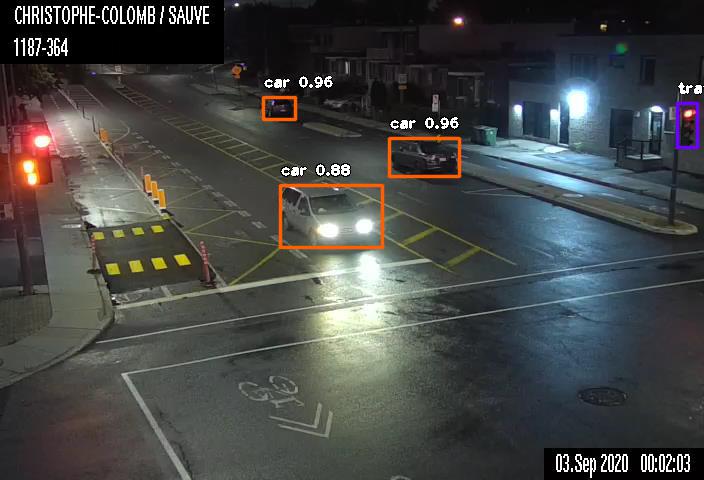 CHRISTOPHE-COLOMB / SAUVE
1187-364
car 0.96
tra
car 0.96
car 0.88
03.Sep 2020 00:02:03